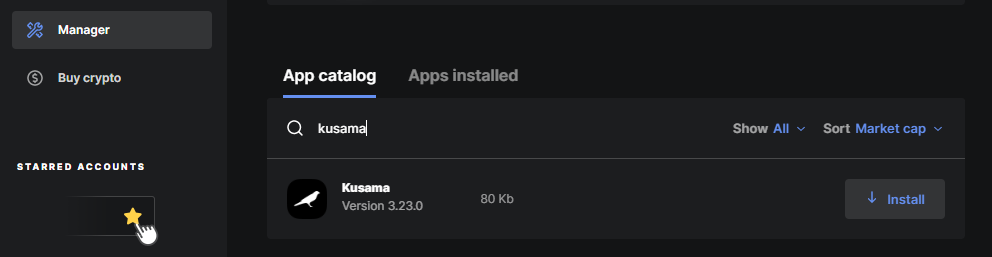 Manager
Buy crypto
STARRED ACCOUNTS
App catalog Apps installed
kusama Show All Sort Market cap
Kusama
Version 3.23.0
80 Kb
Install